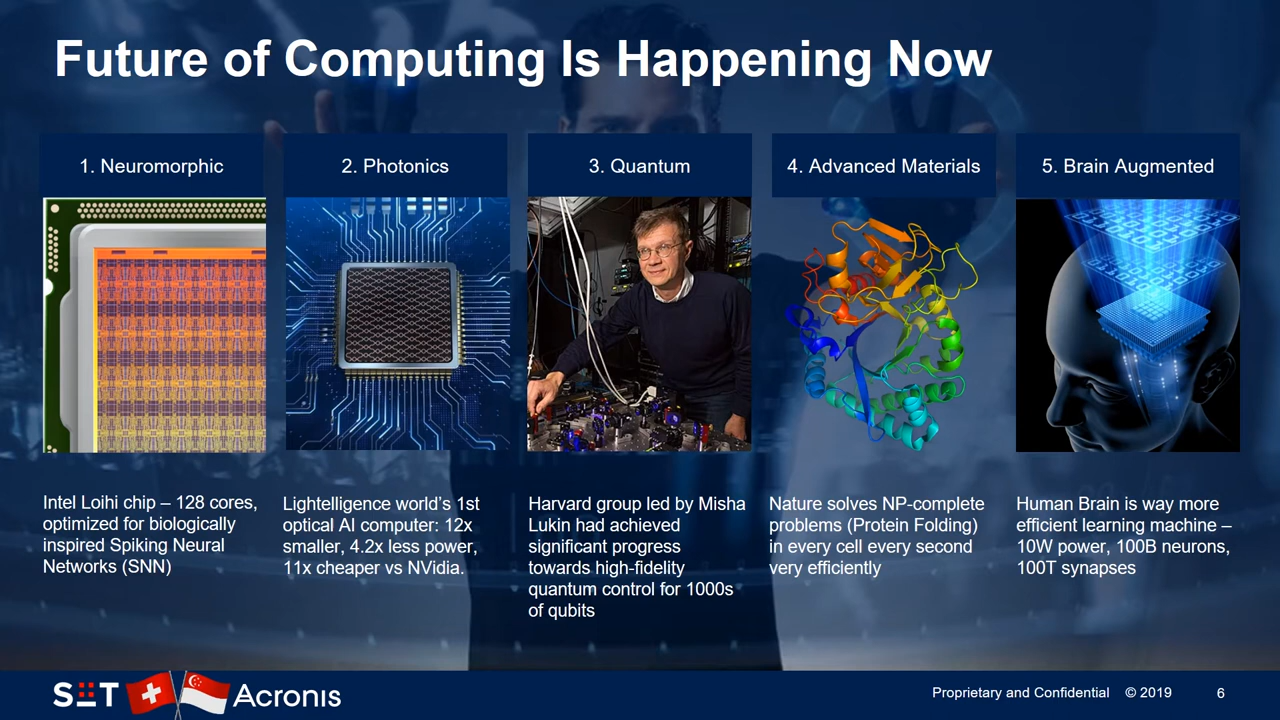 Future of Computing Is Happening Now
1. Neuromorphic
2. Photonics
3. Quantum
4. Advanced Materials
5. Brain Augmented
Intel Loihi chip – 128 cores,
optimized for biologically
inspired Spiking Neural
Networks (SNN)
Lightelligence world’s 1st
optical AI computer: 12x
smaller, 4.2x less power,
11x cheaper vs NVidia.
Harvard group led by Misha
Lukin had achieved
significant progress
towards high-fidelity
quantum control for 1000s
of qubits
Nature solves NP-complete
problems (Protein Folding)
in every cell every second
very efficiently
Human Brain is way more
efficient learning machine –
10W power, 100B neurons,
100T synapses
SIT Acronis
Proprietary and Confidential © 2019 6